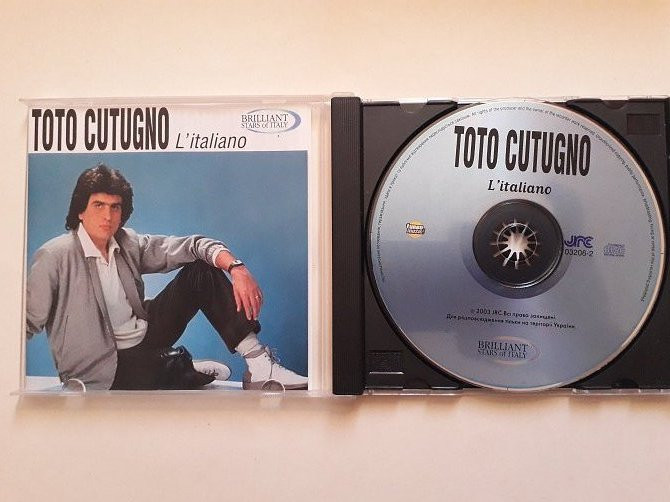 TOTO CUTUGNO L'italiano
BRILLIANT
STARS of ITALY
TOTO CUTUGNO
L'italiano
JRC
03206-2
℗ 2003 JRC Всі права захищені
Для розповсюдження тільки на території України
BRILLIANT
STARS of ITALY